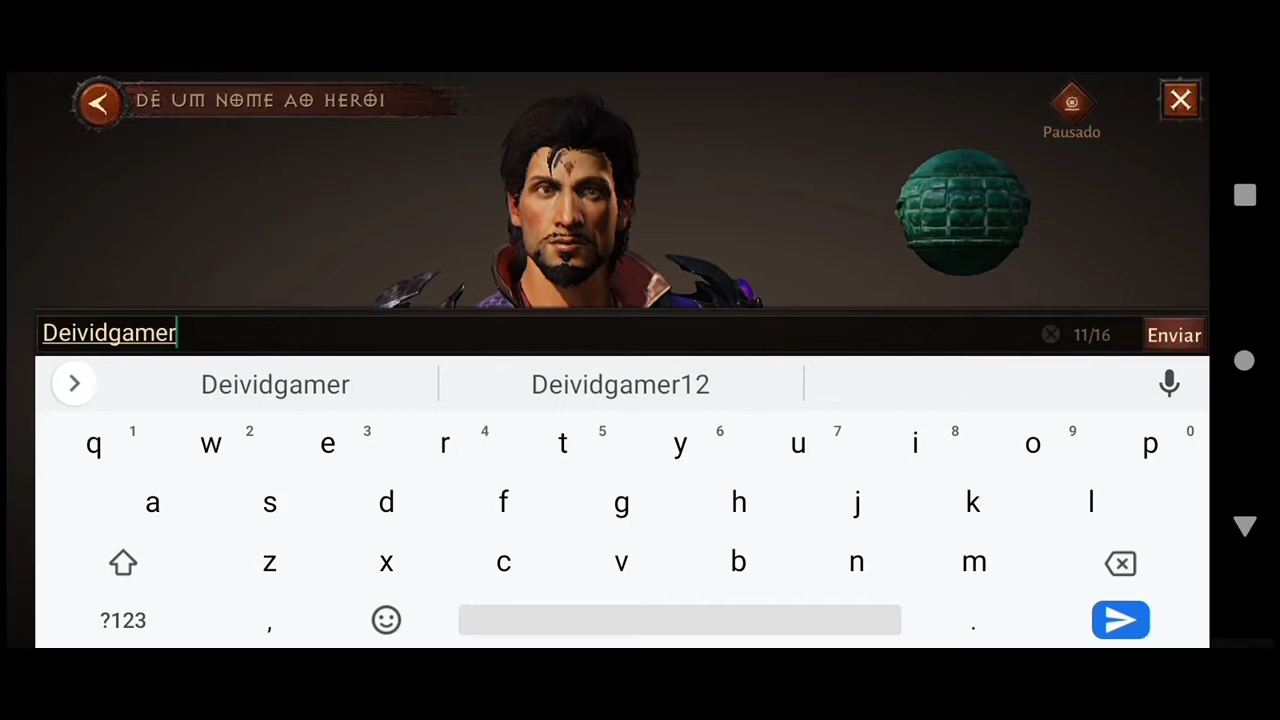 DÊ UM NOME AO HERÓI
Pausado
Deividgamer
11/16
Enviar
Deividgamer
Deividgamer12
q 1 w 2 e 3 r 4 t 5 y 6 u 7 i 8 o 9 p 0
a s d f g h j k l
z x c v b n m
?123 , .